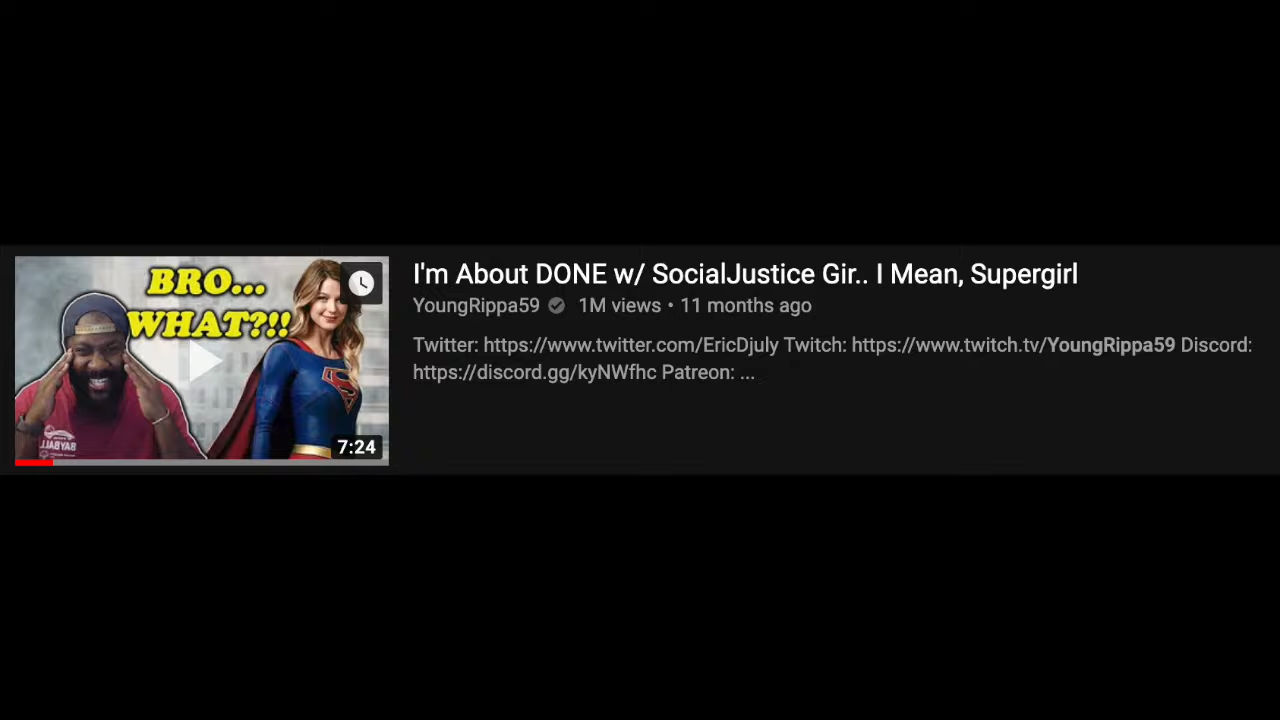 BRO...
WHAT?!!
BAYBALL
7:24
I'm About DONE w/ SocialJustice Gir.. I Mean, Supergirl
YoungRippa59 1M views • 11 months ago
Twitter: https://www.twitter.com/EricDjuly Twitch: https://www.twitch.tv/YoungRippa59 Discord:
https://discord.gg/kyNWfhc Patreon: ...